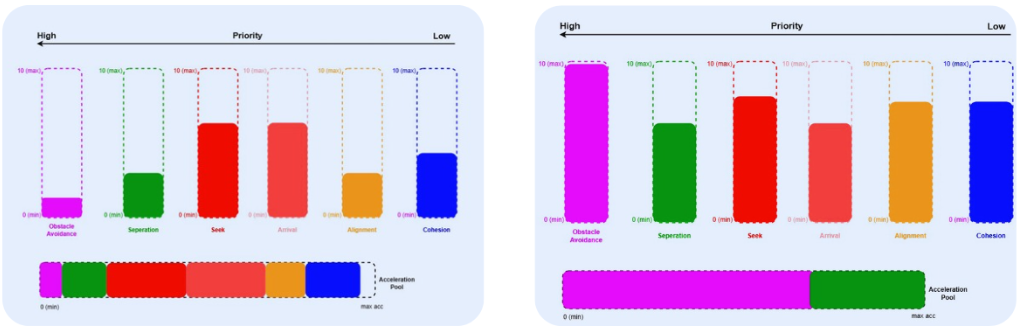 High Priority Low
10 (max) 10 (max) 10 (max) 10 (max) 10 (max) 10 (max)
0 (min) 0 (min) 0 (min) 0 (min) 0 (min) 0 (min)
Obstacle
Avoidance
Seperation Seek Arrival Alignment Cohesion
Acceleration
Pool
0 (min) max acc
High Priority Low
10 (max) 10 (max) 10 (max) 10 (max) 10 (max) 10 (max)
0 (min) 0 (min) 0 (min) 0 (min) 0 (min) 0 (min)
Obstacle
Avoidance
Seperation Seek Arrival Alignment Cohesion
Acceleration
Pool
0 (min) max acc